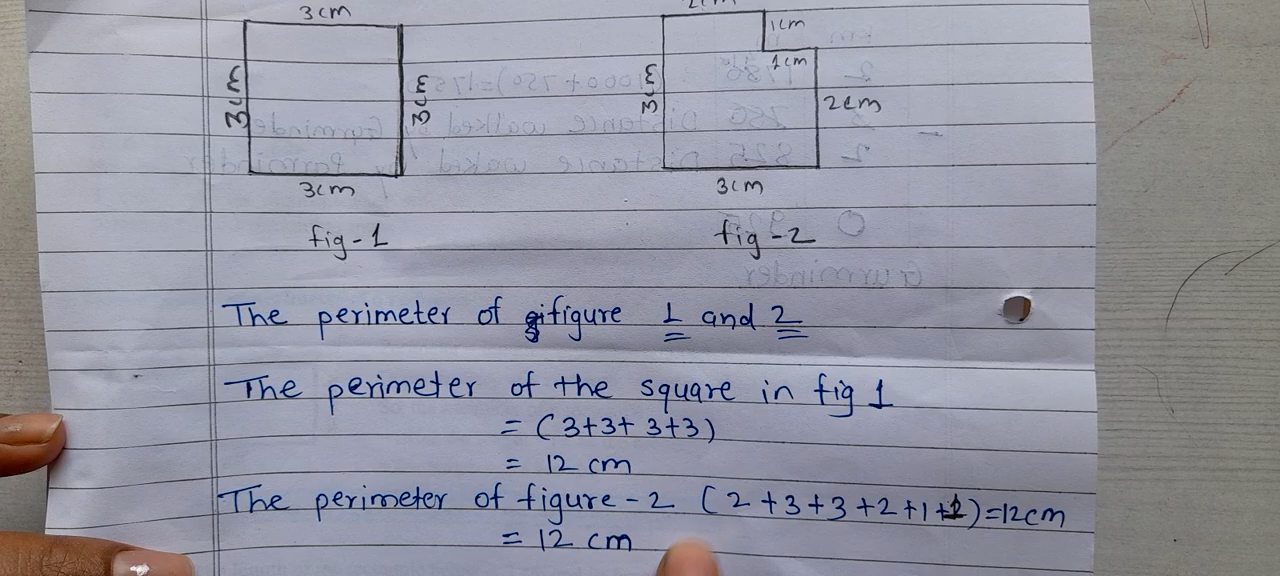 3cm 2cm
1cm
1cm
3cm 3cm 3cm 2cm
3cm 3cm
fig-1 fig-2
The perimeter of figure 1 and 2
The perimeter of the square in fig 1
= (3+3+3+3)
= 12 cm
The perimeter of figure-2 (2+3+3+2+1+1)=12cm
= 12 cm